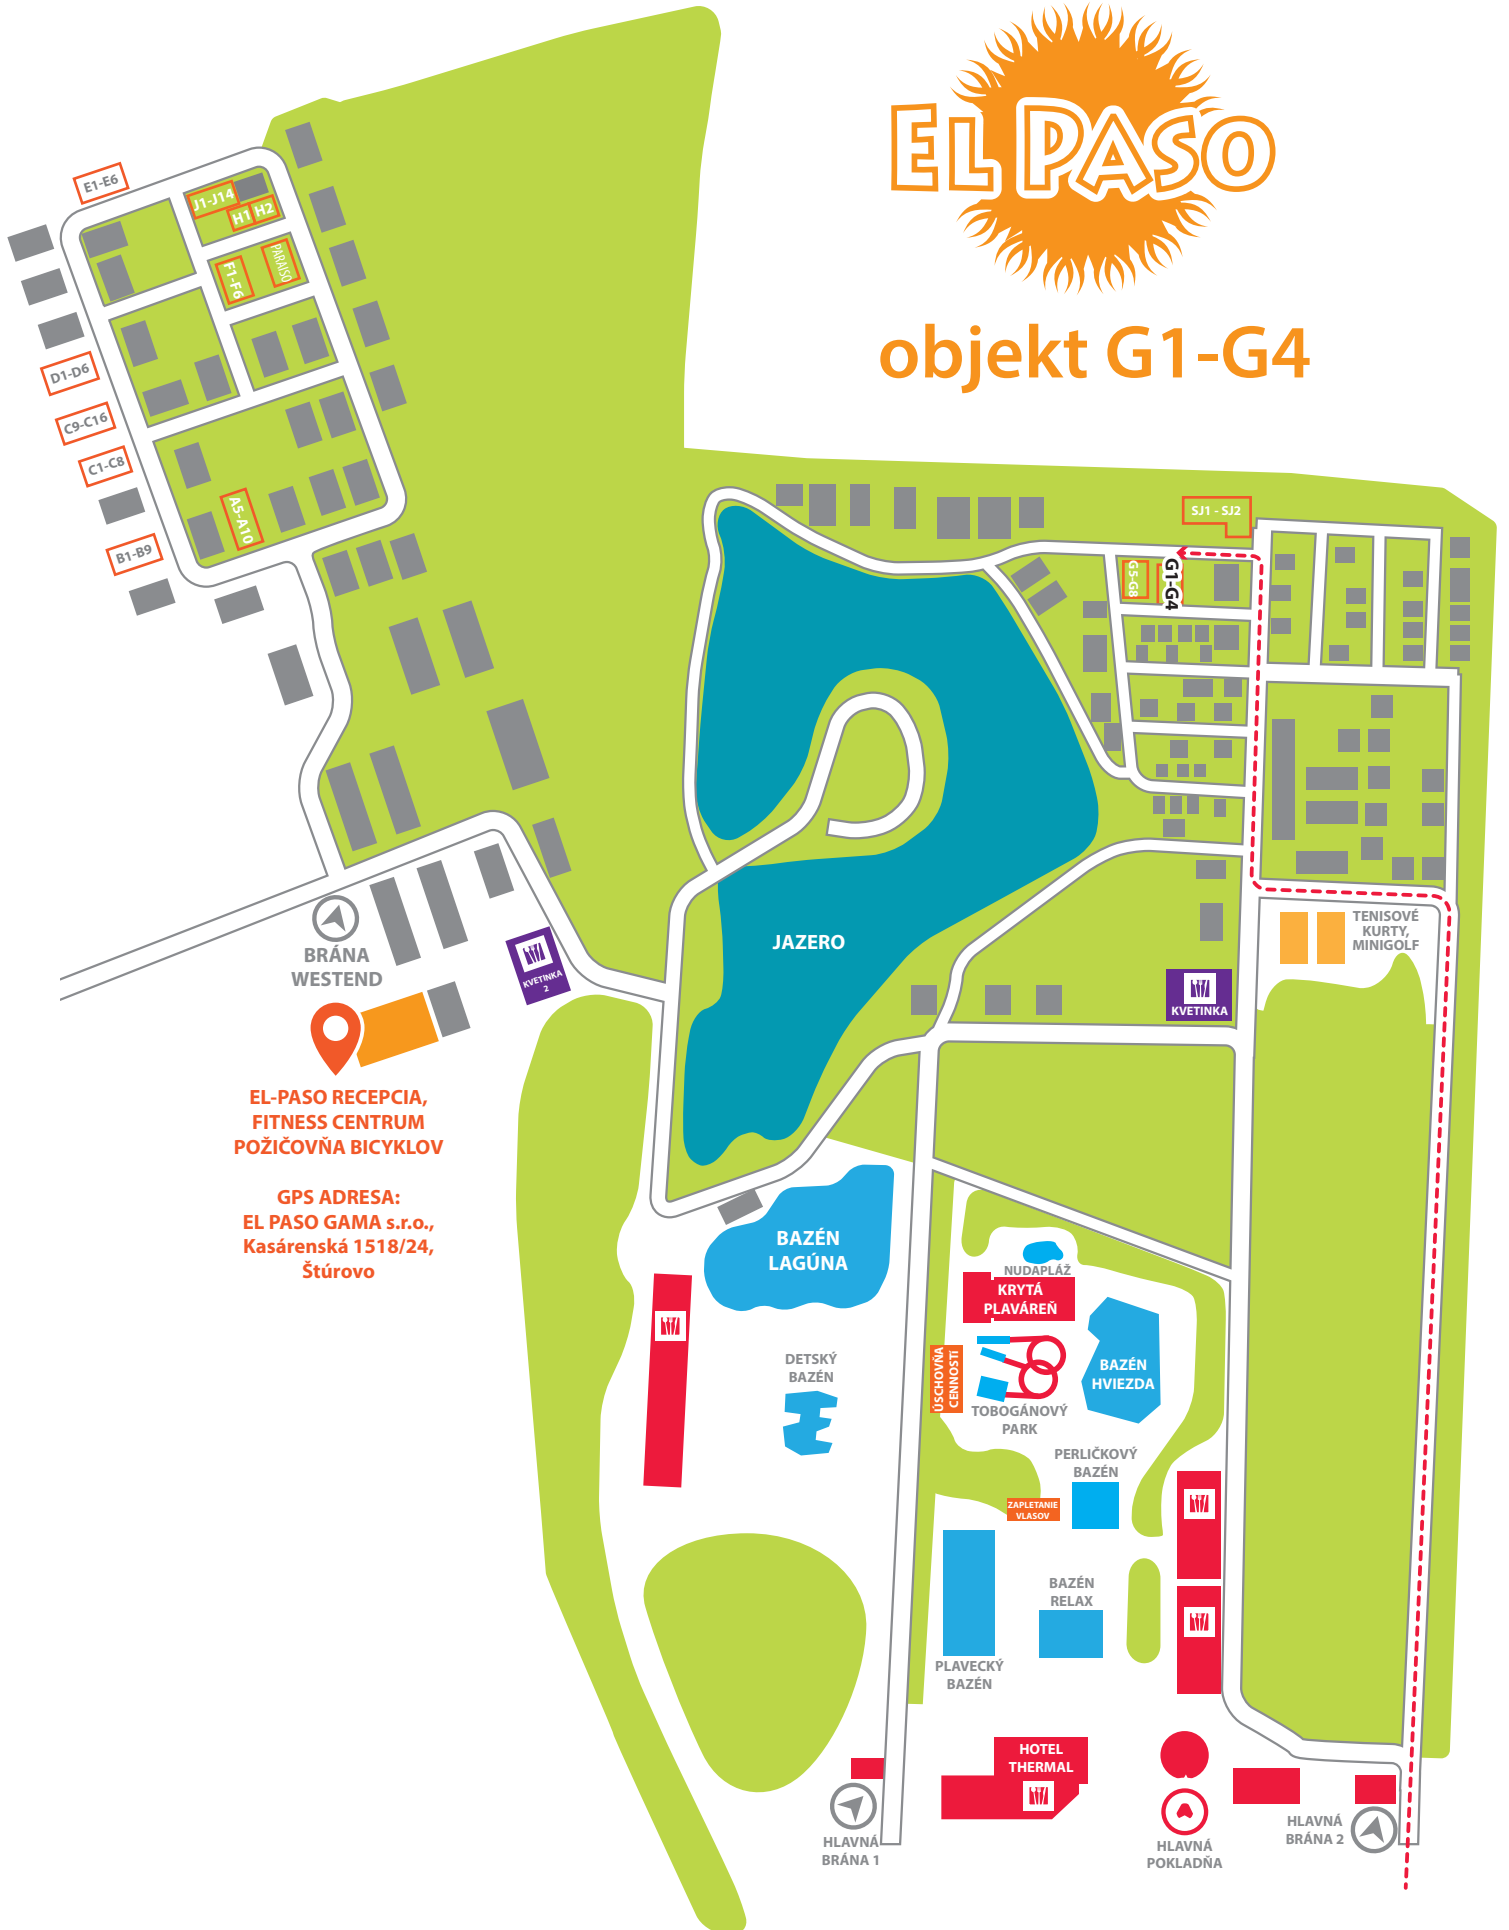 EL PASO
objekt G1-G4
E1-E6
J1-J14
H1
H2
F1-F6
PARAISO
D1-D6
C9-C16
C1-C8
A5-A10
B1-B9
SJ1 - SJ2
G5-G8
G1-G4
JAZERO
TENISOVÉ
KURTY,
MINIGOLF
BRÁNA
WESTEND
KVETINKA
2
KVETINKA
EL-PASO RECEPCIA,
FITNESS CENTRUM
POŽIČOVŇA BICYKLOV
GPS ADRESA:
EL PASO GAMA s.r.o.,
Kasárenská 1518/24,
Štúrovo
BAZÉN
LAGÚNA
NUDAPLÁŽ
KRYTÁ
PLAVÁREŇ
ÚSCHOVŇA
CENNOSTÍ
DETSKÝ
BAZÉN
BAZÉN
HVIEZDA
TOBOGÁNOVÝ
PARK
PERLIČKOVÝ
BAZÉN
ZAPLETANIE
VLASOV
BAZÉN
RELAX
PLAVECKÝ
BAZÉN
HOTEL
THERMAL
HLAVNÁ
BRÁNA 1
HLAVNÁ
POKLADŇA
HLAVNÁ
BRÁNA 2